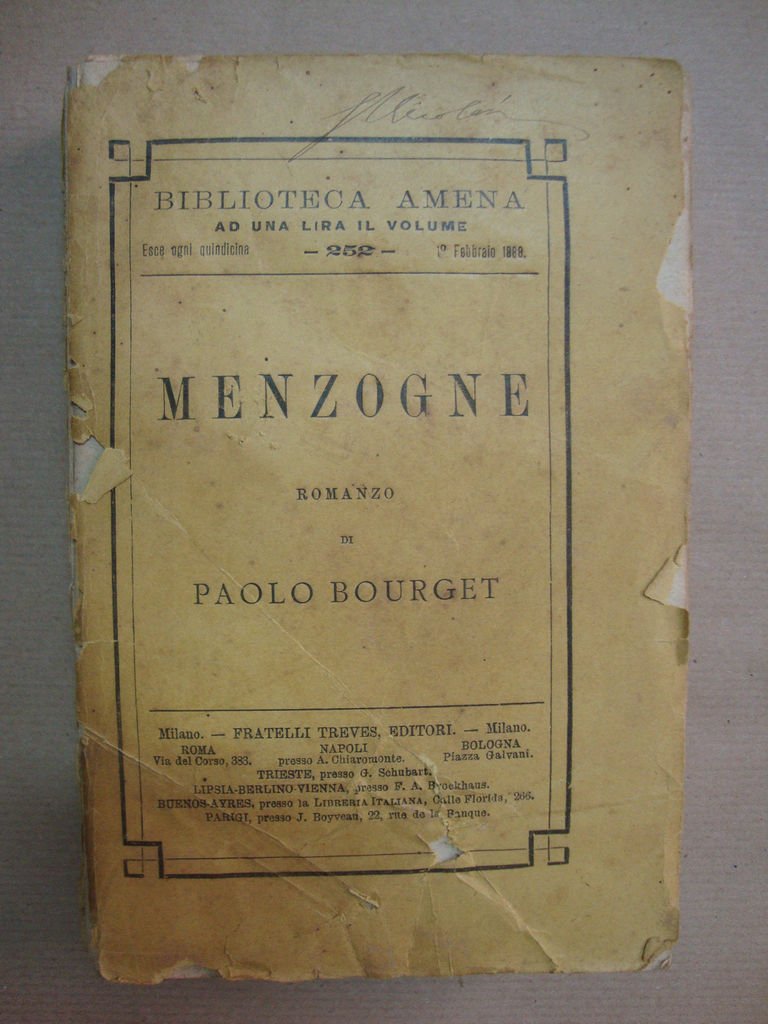 BIBLIOTECA AMENA
AD UNA LIRA IL VOLUME
Esce ogni quindicina — 252 — 1º Febbraio 1888.
MENZOGNE
ROMANZO
DI
PAOLO BOURGET
Milano. — FRATELLI TREVES, EDITORI. — Milano.
ROMA NAPOLI BOLOGNA
Via del Corso, 383. presso A. Chiaromonte. Piazza Galvani.
TRIESTE, presso G. Schubart.
LIPSIA-BERLINO-VIENNA, presso F. A. Brockhaus.
BUENOS-AYRES, presso la LIBRERIA ITALIANA, Calle Florida, 266.
PARIGI, presso J. Boyveau, 22, rue de la Banque.